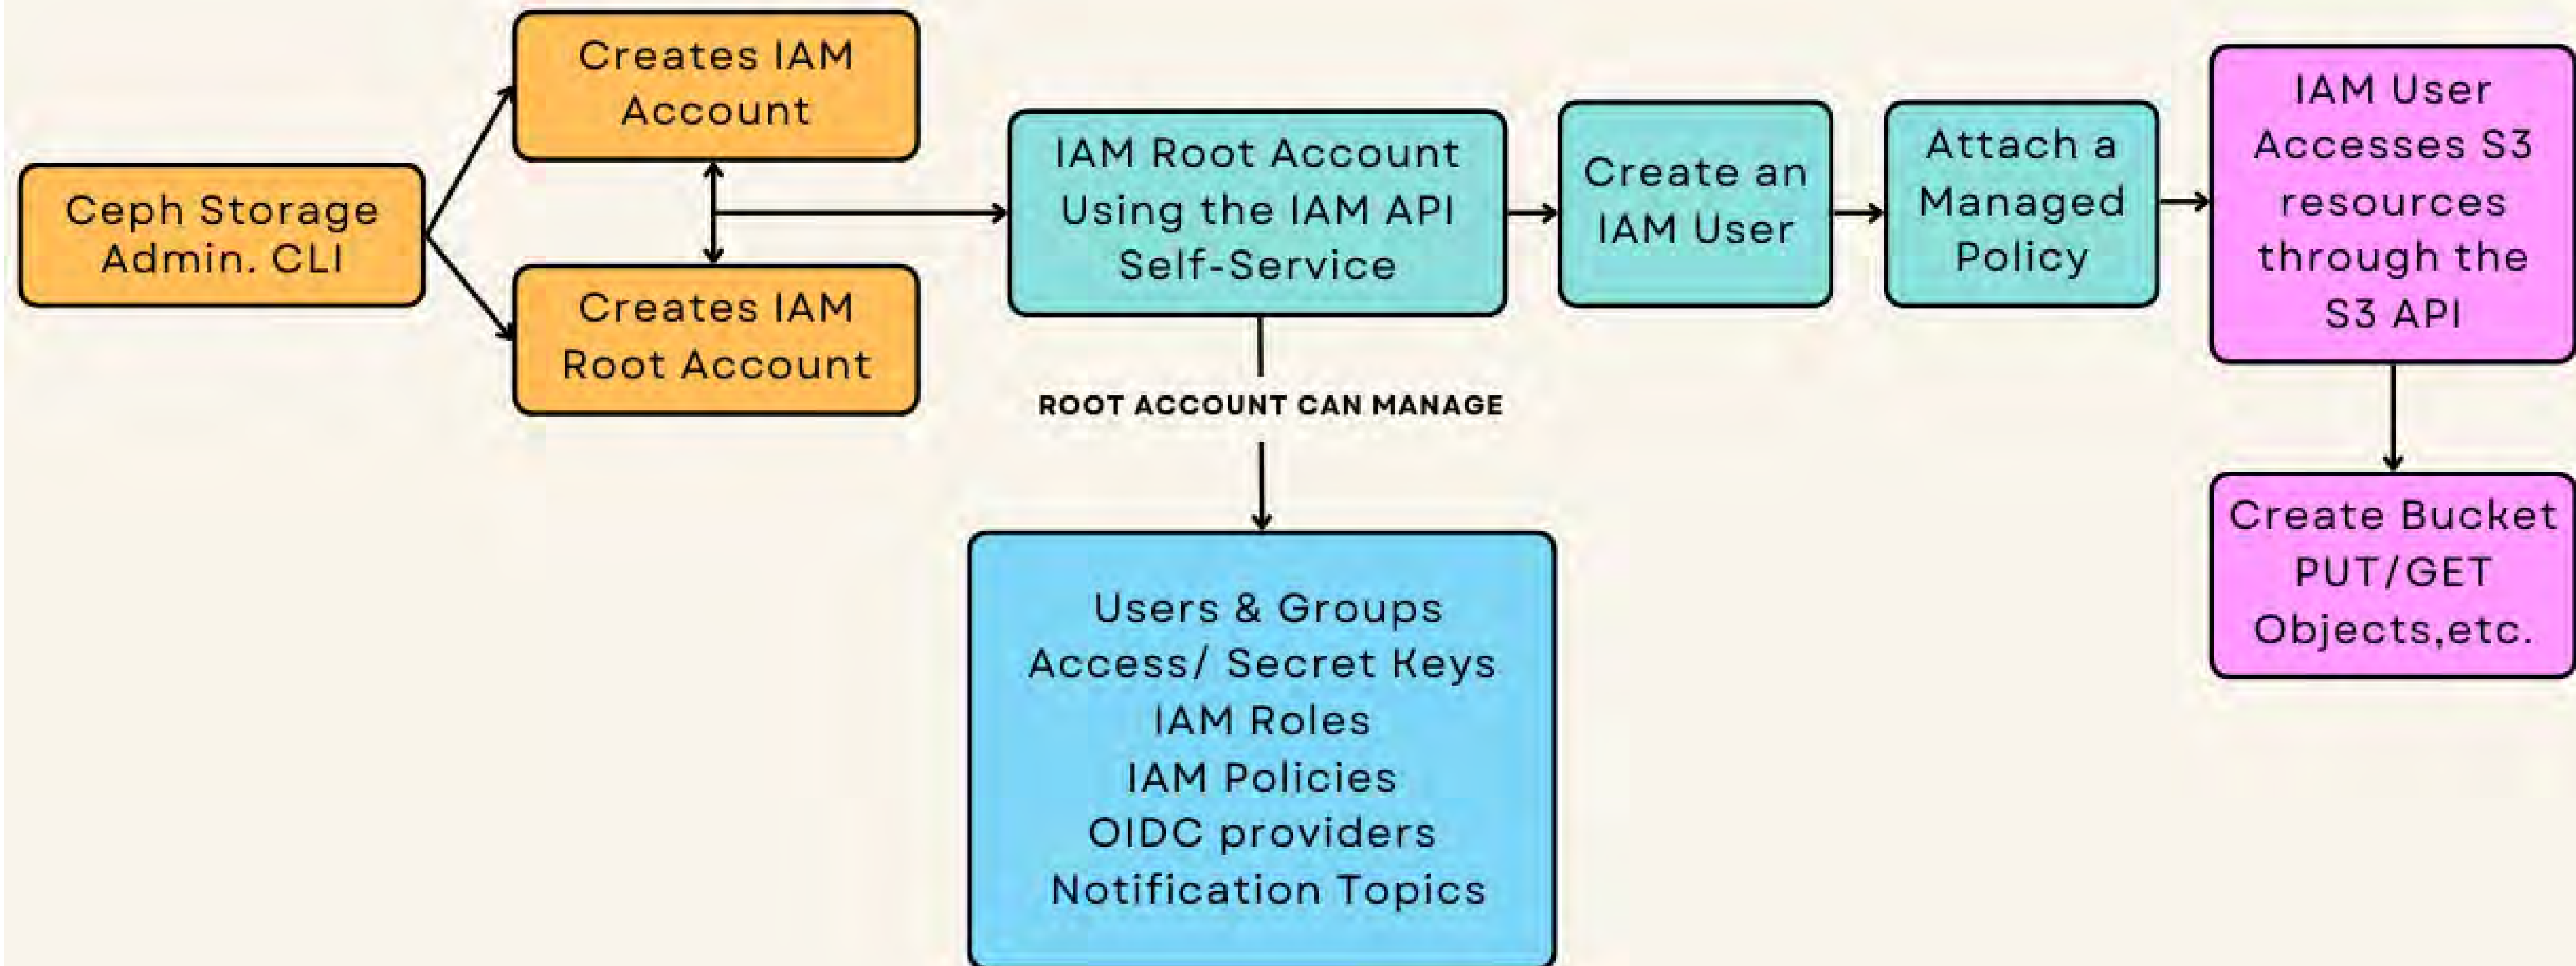 Ceph Storage
Admin. CLI
Creates IAM
Account
Creates IAM
Root Account
IAM Root Account
Using the IAM API
Self-Service
Create an
IAM User
Attach a
Managed
Policy
IAM User
Accesses S3
resources
through the
S3 API
ROOT ACCOUNT CAN MANAGE
Users & Groups
Access/ Secret Keys
IAM Roles
IAM Policies
OIDC providers
Notification Topics
Create Bucket
PUT/GET
Objects,etc.